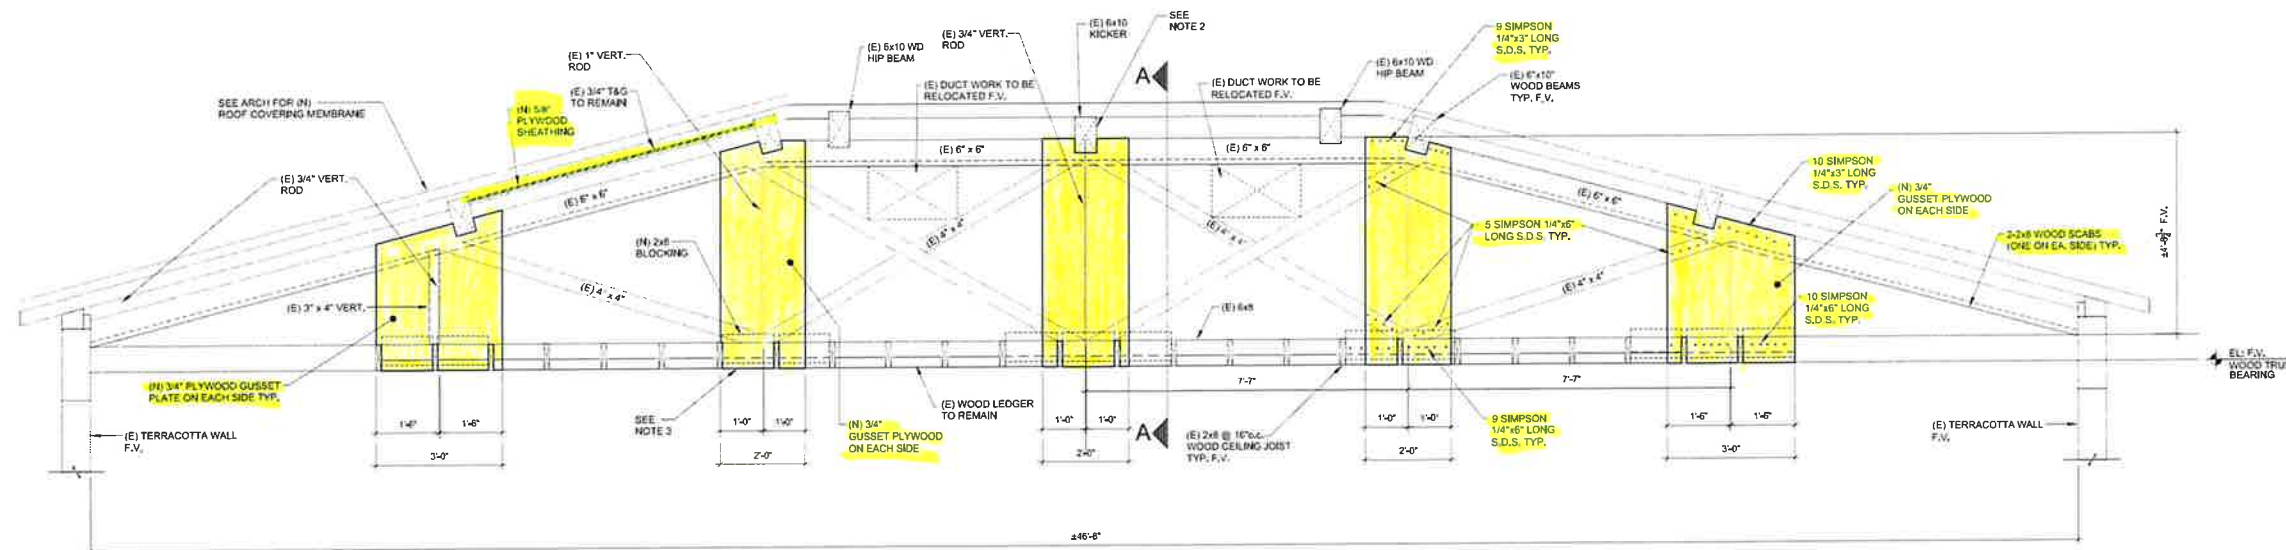 (E) 6x10
KICKER
SEE
NOTE 2
(E) 3/4" VERT.
ROD
9 SIMPSON
1/4"x3" LONG
S.D.S. TYP.
(E) 6x10 WD
HIP BEAM
(E) 1" VERT.
ROD
A
(E) 6x10 WD
HIP BEAM
(E) 6"x10"
WOOD BEAMS
TYP. F.V.
(E) DUCT WORK TO BE
RELOCATED F.V.
(E) DUCT WORK TO BE
RELOCATED F.V.
(E) 3/4" T&G
TO REMAIN
SEE ARCH FOR (N)
ROOF COVERING MEMBRANE
(N) 5/8"
PLYWOOD
SHEATHING
(E) 6" x 6"
(E) 6" x 6"
10 SIMPSON
1/4"x3" LONG
S.D.S. TYP.
(E) 3/4" VERT.
ROD
(E) 6" x 6"
(E) 6" x 6"
(N) 3/4"
GUSSET PLYWOOD
ON EACH SIDE
5 SIMPSON 1/4"x6"
LONG S.D.S. TYP.
2-2x8 WOOD SCABS
(ONE ON EA. SIDE) TYP.
F.V.
(N) 2x6
BLOCKING
(E) 4" x 4"
(E) 4" x 4"
(E) 4" x 4"
(E) 4" x 4"
(E) 3" x 4" VERT.
(E) 6x8
10 SIMPSON
1/4"x6" LONG
S.D.S. TYP.
EL: F.V.
WOOD TRU
BEARING
7'-7"
7'-7"
(N) 3/4" PLYWOOD GUSSET
PLATE ON EACH SIDE TYP.
(E) WOOD LEDGER
TO REMAIN
SEE
NOTE 3
1'-6"
1'-6"
1'-0"
1'-0"
1'-0"
1'-0"
1'-0"
1'-0"
1'-6"
1'-6"
(N) 3/4"
GUSSET PLYWOOD
ON EACH SIDE
A
(E) 2x8 @ 16"o.c.
WOOD CEILING JOIST
TYP. F.V.
9 SIMPSON
1/4"x6" LONG
S.D.S. TYP.
(E) TERRACOTTA WALL
F.V.
(E) TERRACOTTA WALL
F.V.
3'-0"
2'-0"
2'-0"
2'-0"
3'-0"
±46'-8"